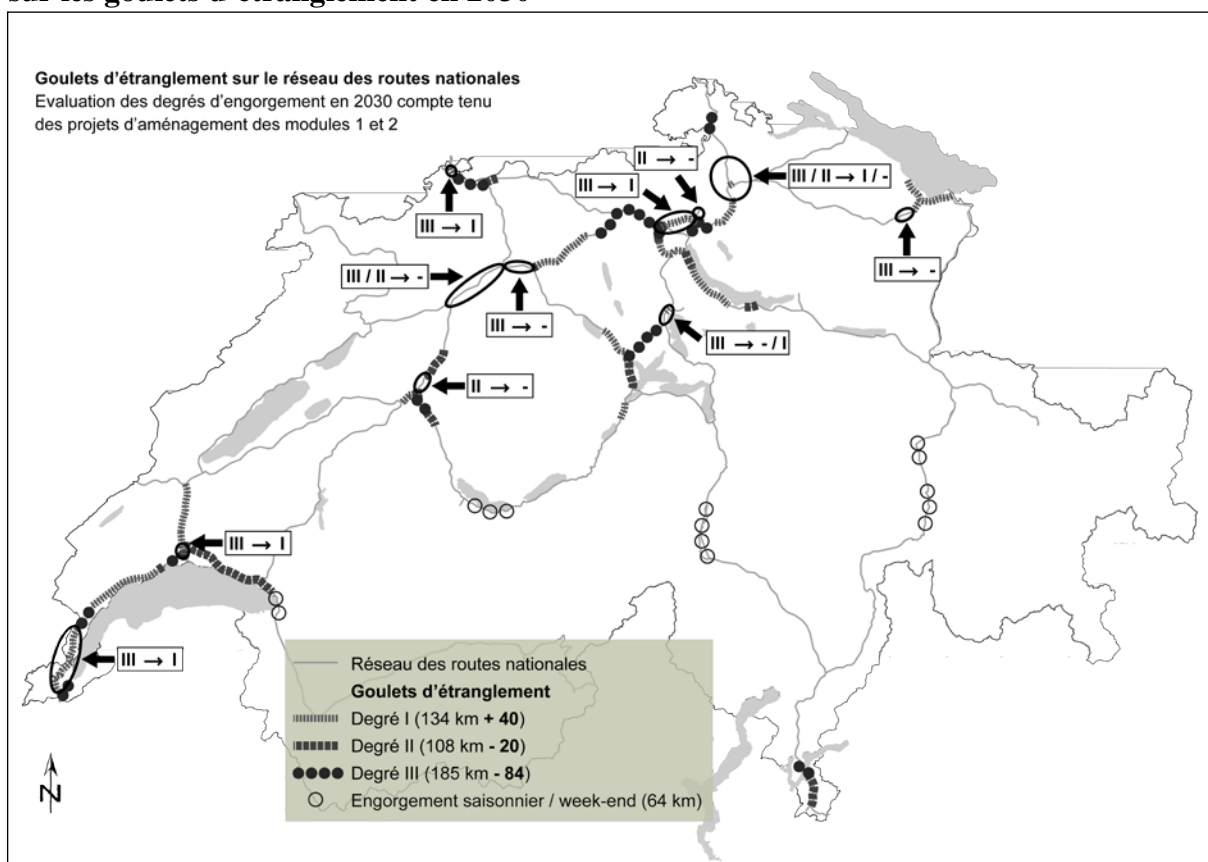 sur les goulets d'étranglement en 2030
Goulets d'étranglement sur le réseau des routes nationales
Evaluation des degrés d'engorgement en 2030 compte tenu
des projets d'aménagement des modules 1 et 2
II → -
III → I
III / II → I / -
III → I
III → -
III / II → -
III → -
III → - / I
II → -
III → I
III → I
Réseau des routes nationales
Goulets d'étranglement
Degré I (134 km + 40)
Degré II (108 km - 20)
Degré III (185 km - 84)
Engorgement saisonnier / week-end (64 km)
N